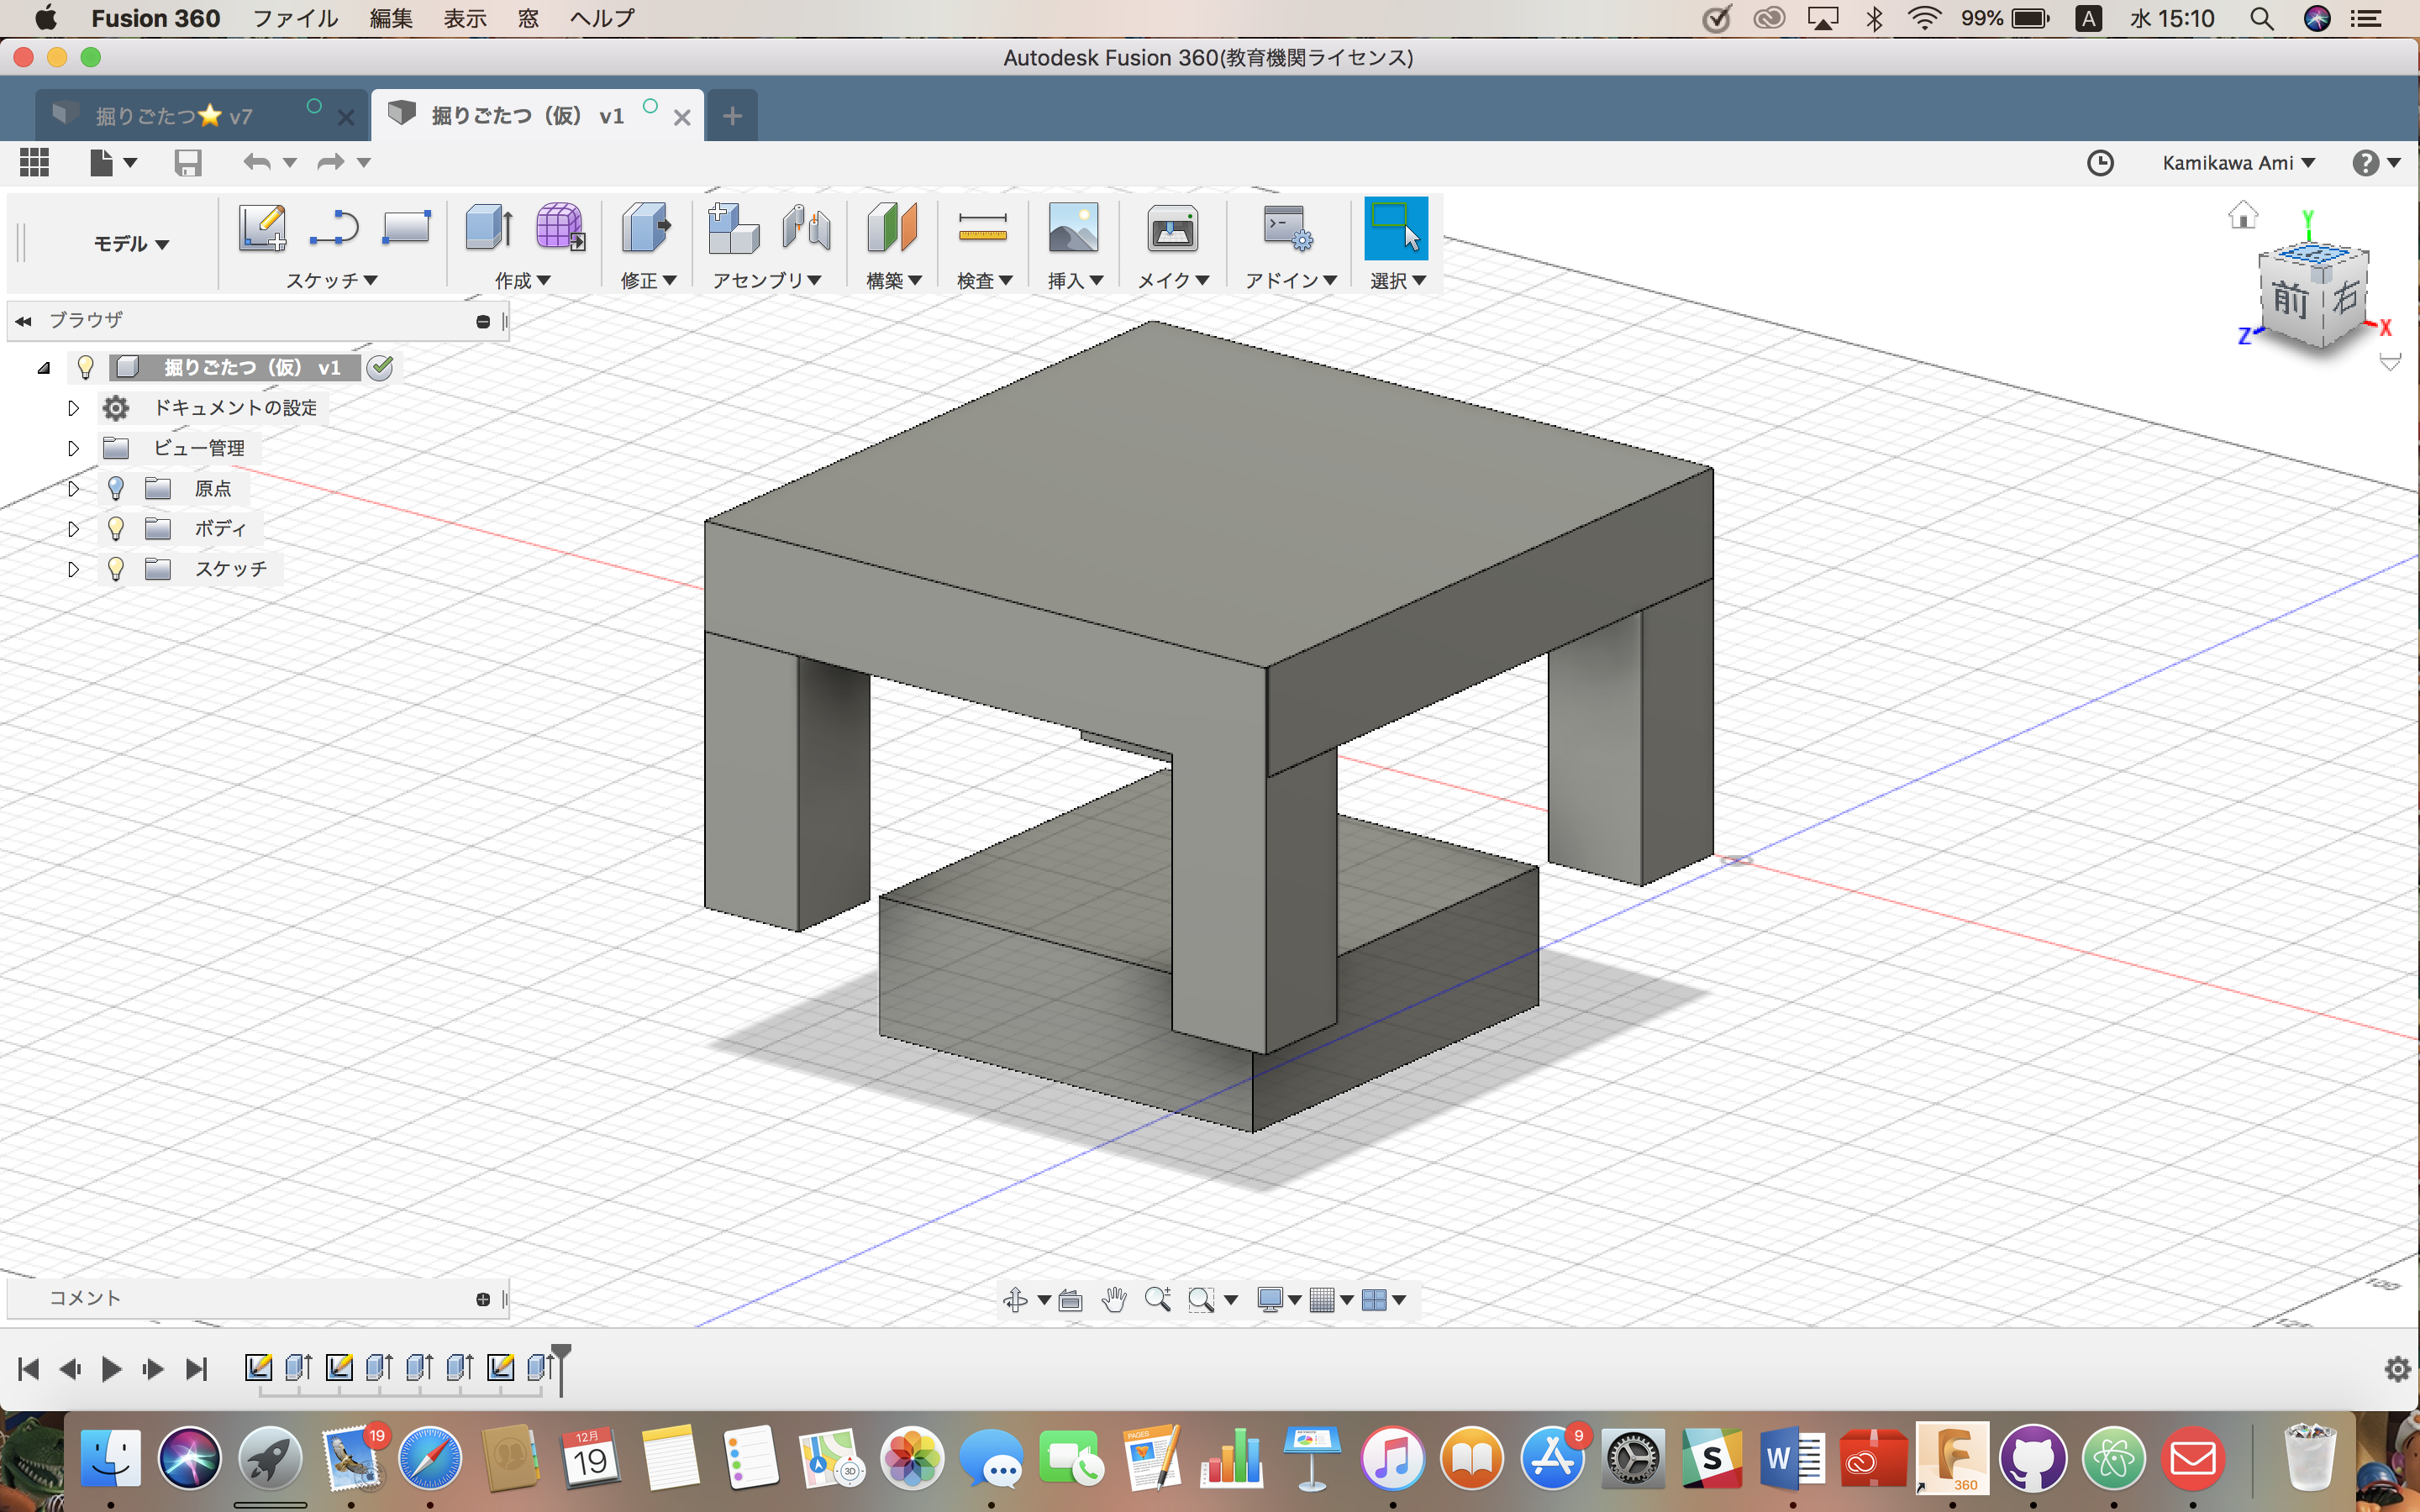 Fusion 360 ファイル 編集 表示 窓 ヘルプ 99% A 水 15:10
Autodesk Fusion 360(教育機関ライセンス)
掘りごたつ⭐ v7 掘りごたつ（仮） v1
Kamikawa Ami
モデル スケッチ 作成 修正 アセンブリ 構築 検査 挿入 メイク アドイン 選択
Y
前 右
Z X
ブラウザ
掘りごたつ（仮） v1
ドキュメントの設定
ビュー管理
原点
ボディ
スケッチ
100
125
コメント
19 12月 19 3D PAGES 9 S W 360